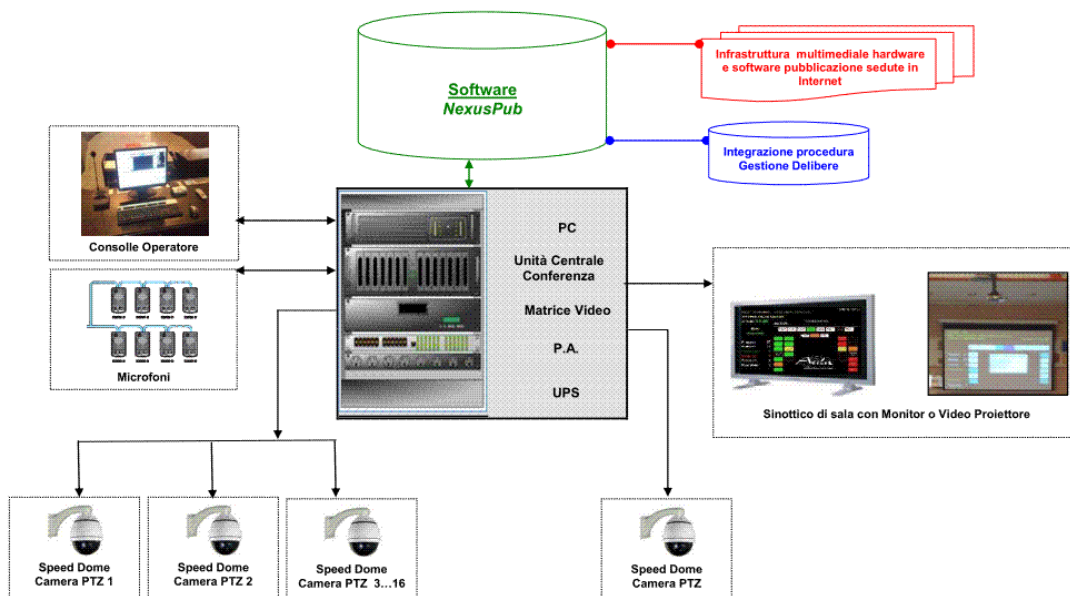 Infrastruttura multimediale hardware
e software pubblicazione sedute in
Internet
Software
NexusPub
Integrazione procedura
Gestione Delibere
Consolle Operatore
Microfoni
PC
Unità Centrale
Conferenza
Matrice Video
P.A.
UPS
Sinottico di sala con Monitor o Video Proiettore
Speed Dome
Camera PTZ 1
Speed Dome
Camera PTZ 2
Speed Dome
Camera PTZ 3...16
Speed Dome
Camera PTZ